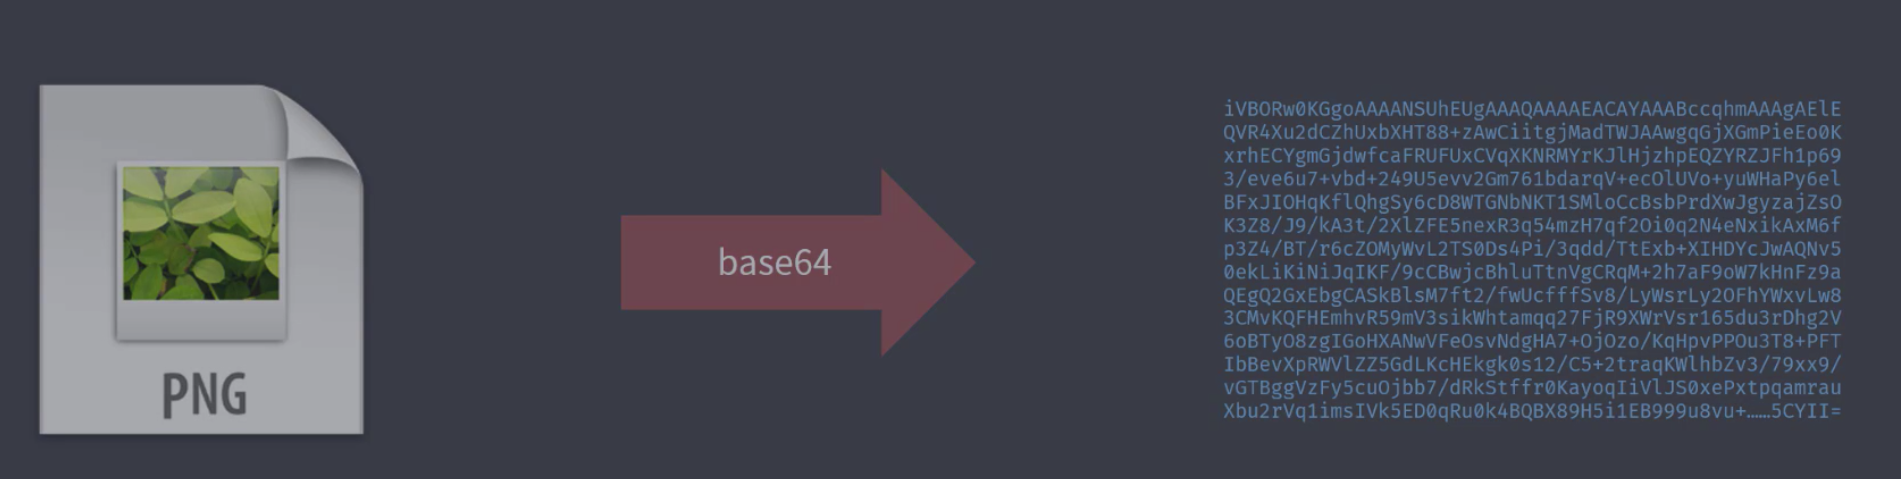 PNG
base64
iVBORw0KGgoAAAANSUhEUgAAAQAAAAEACAYAAABccqhmAAAgAElE
QVR4Xu2dCZhUxbXHT88+zAwCiitgjMadTWJAAwgqGjXGmPieEo0K
xrhECYgmGjdwfcaFRUFUxCVqXKNRMYrKJlHjzhpEQZYRZJFh1p69
3/eve6u7+vbd+249U5evv2Gm761bdarqV+ecOlUVo+yuWHaPy6el
BFxJIOHqKflQhgSy6cD8WTGNbNKT1SMloCcBsbPrdXwJgyzajZsO
K3Z8/J9/kA3t/2XlZFE5nexR3q54mzH7qf2Oi0q2N4eNxikAxM6f
p3Z4/BT/r6cZOMyWvL2TS0Ds4Pi/3qdd/TtExb+XIHDYcJwAQNv5
0ekLiKiNiJqIKF/9cCBwjcBhluTtnVgCRqM+2h7aF9oW7kHnFz9a
QEgQ2GxEbgCASkBlsM7ft2/fwUcfffSv8/LyWsrLy2OFhYWxvLw8
3CMvKQFHEmhvR59mV3sikWhtamqq27FjR9XWrVsr165du3rDhg2V
6oBTyO8zgIGoHXANwVFeOsvNdgHA7+OjOzo/KqHpvPPOu3T8+PFT
IbBevXpRWVlZZ5GdLKcHEkgk0s12/C5+2traqKWlhbZv3/79xx9/
vGTBggVzFy5cuOjbb7/dRkStffr0KayoqIiVlJS0xePxtpqamrau
Xbu2rVq1imsIVk5ED0qRu0k4BQBX89H5i1EB999u8vu+……5CYII=